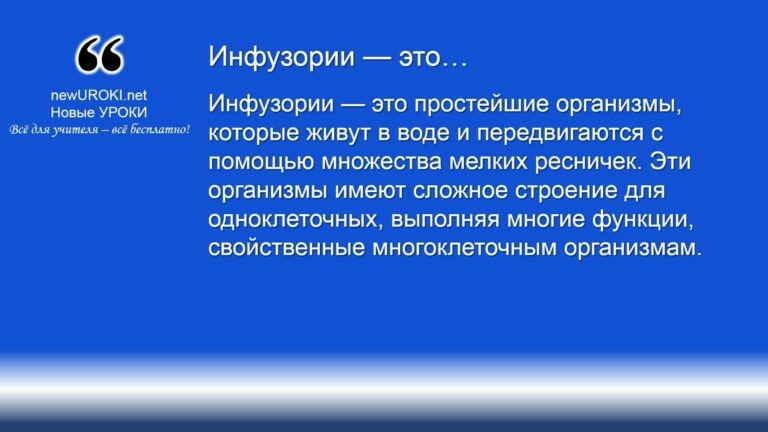 ❝
newUROKI.net
Новые УРОКИ
Всё для учителя – всё бесплатно!
Инфузории — это…
Инфузории — это простейшие организмы,
которые живут в воде и передвигаются с
помощью множества мелких ресничек. Эти
организмы имеют сложное строение для
одноклеточных, выполняя многие функции,
свойственные многоклеточным организмам.